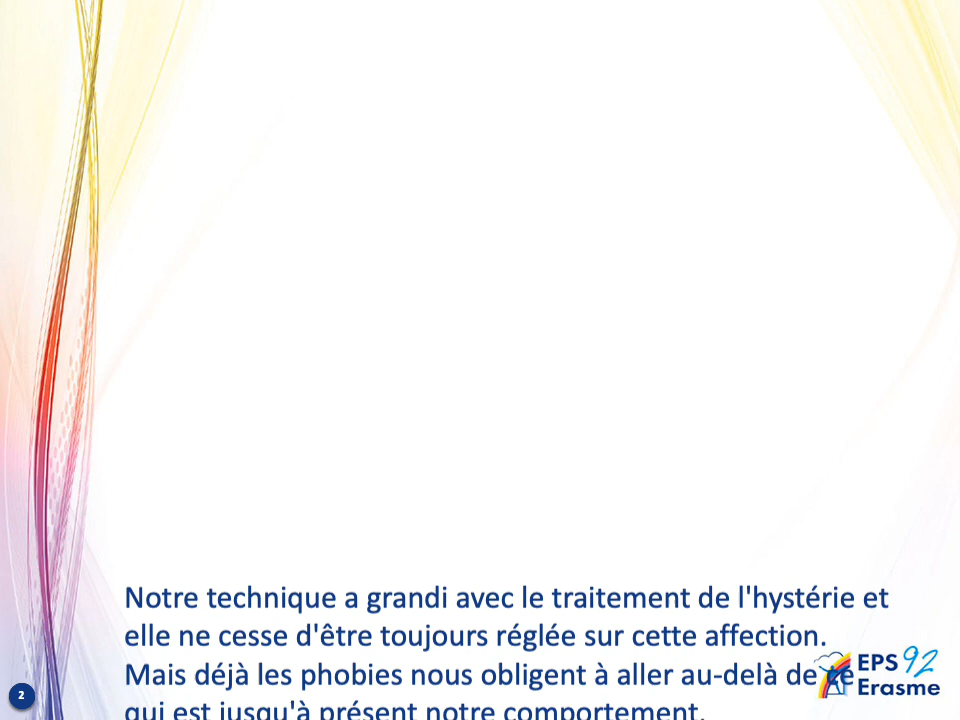 Notre technique a grandi avec le traitement de l'hystérie et
elle ne cesse d'être toujours réglée sur cette affection.
Mais déjà les phobies nous obligent à aller au-delà de ce
qui est jusqu'à présent notre comportement.
EPS 92
Erasme
2